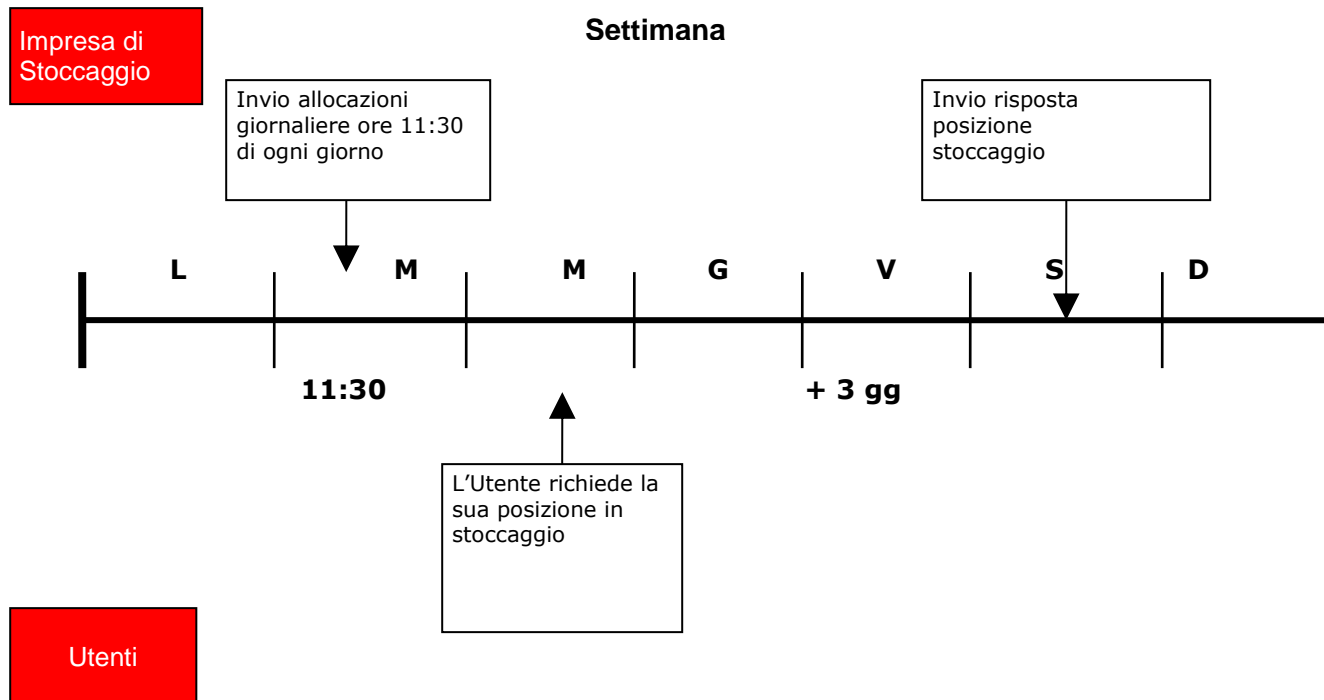 Settimana
Impresa di
Stoccaggio
Invio allocazioni
giornaliere ore 11:30
di ogni giorno
Invio risposta
posizione
stoccaggio
L M M G V S D
11:30 + 3 gg
L’Utente richiede la
sua posizione in
stoccaggio
Utenti